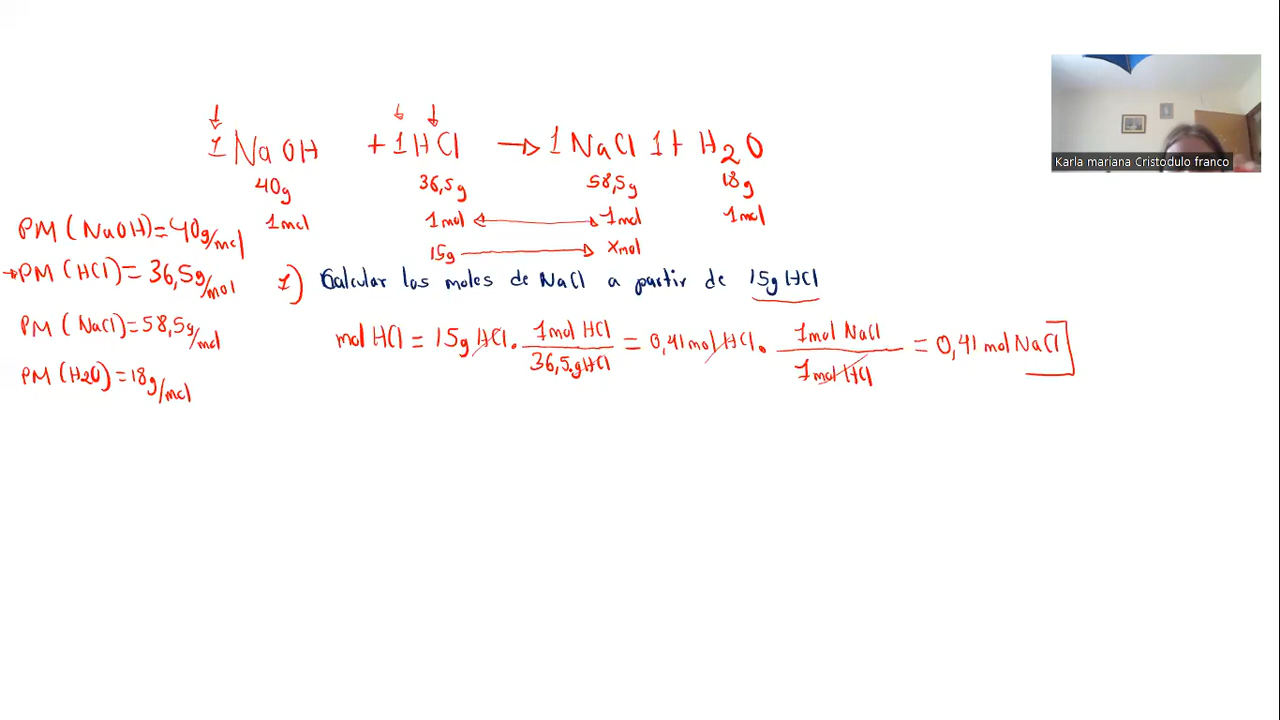 1 NaOH + 1 HCl → 1 NaCl 1+ H2O
40g 36,5g 58,5g 18g
1mol 1mol ↔ 1mol 1mol
15g → xmol
PM (NaOH)=40g/mol
→PM (HCl)= 36,5g/mol
PM (NaCl)=58,5g/mol
PM (H2O)=18g/mol
1) Calcular los moles de NaCl a partir de 15g HCl
mol HCl = 15g HCl. 1mol HCl / 36,5.gHCl = 0,41 mol HCl. 1mol NaCl / 1mol HCl = 0,41 mol NaCl
Karla mariana Cristodulo franco